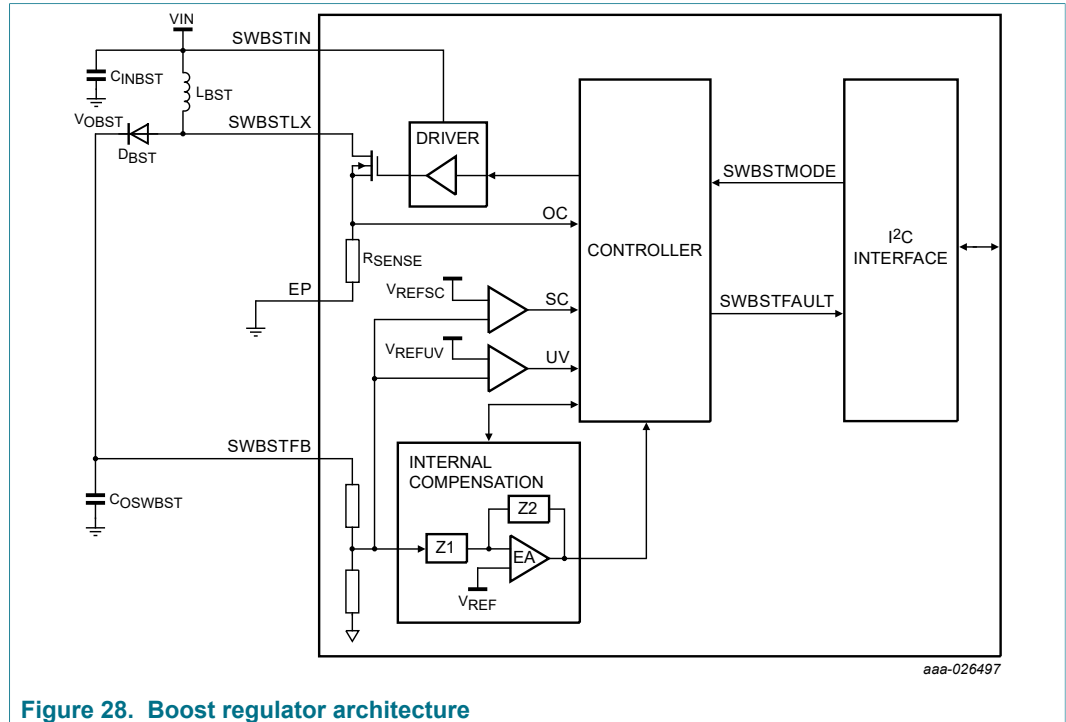 VIN
SWBSTIN
CINBST
LBST
VOBST
SWBSTLX
DBST
DRIVER
SWBSTMODE
OC
CONTROLLER
I2C
INTERFACE
RSENSE
EP
VREFSC
SC
SWBSTFAULT
VREFUV
UV
SWBSTFB
INTERNAL
COMPENSATION
COSWBST
Z2
Z1
EA
VREF
aaa-026497
Figure 28. Boost regulator architecture